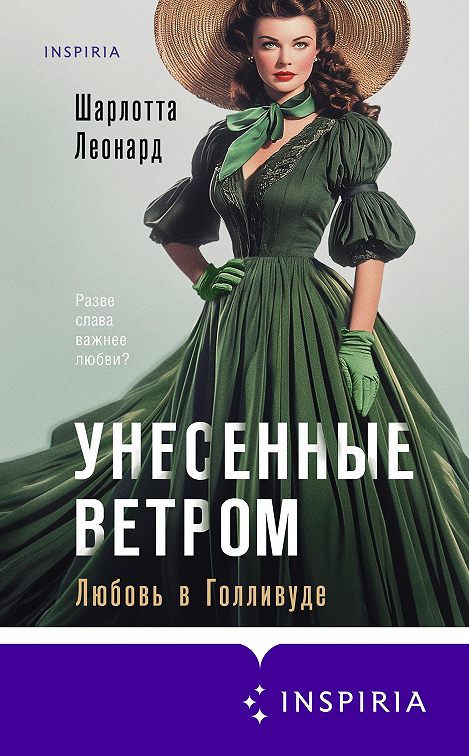 INSPIRIA
Шарлотта
Леонард
Разве
слава
важнее
любви?
УНЕСЕННЫЕ
ВЕТРОМ
Любовь в Голливуде
INSPIRIA